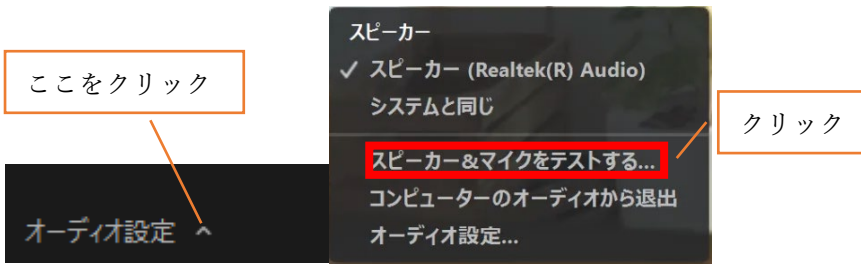 ここをクリック
オーディオ設定 ^
スピーカー
✓ スピーカー (Realtek(R) Audio)
システムと同じ
スピーカー&マイクをテストする...
コンピューターのオーディオから退出
オーディオ設定...
クリック